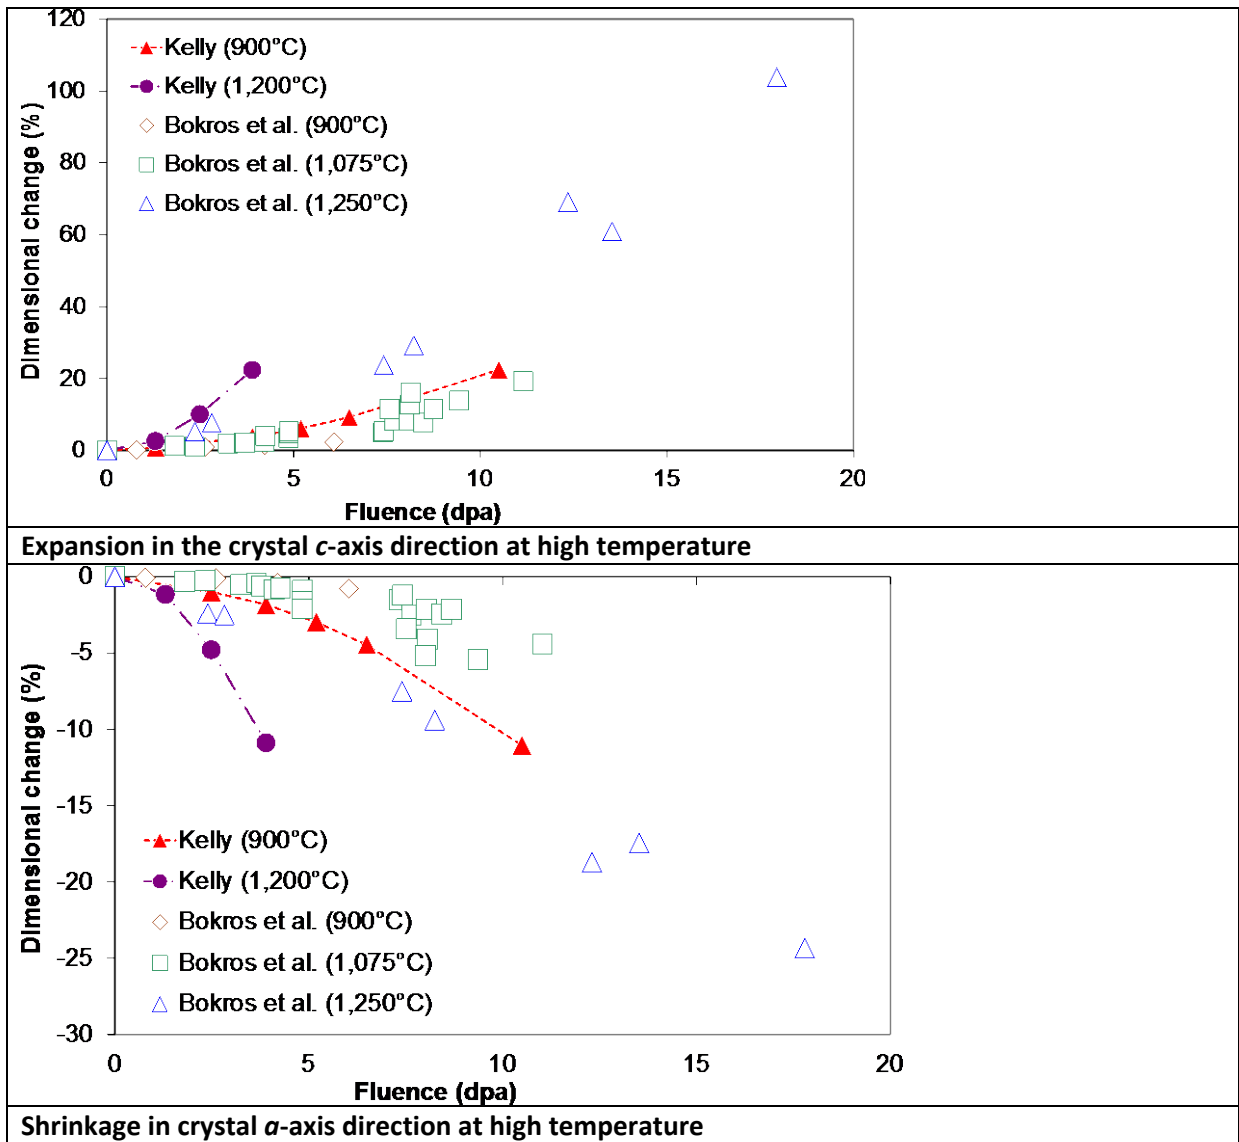 120
100
80
60
40
20
0
Dimensional change (%)
Kelly (900°C)
Kelly (1,200°C)
Bokros et al. (900°C)
Bokros et al. (1,075°C)
Bokros et al. (1,250°C)
0 5 10 15 20
Fluence (dpa)
Expansion in the crystal c-axis direction at high temperature
0
-5
-10
-15
-20
-25
-30
Dimensional change (%)
Kelly (900°C)
Kelly (1,200°C)
Bokros et al. (900°C)
Bokros et al. (1,075°C)
Bokros et al. (1,250°C)
0 5 10 15 20
Fluence (dpa)
Shrinkage in crystal a-axis direction at high temperature